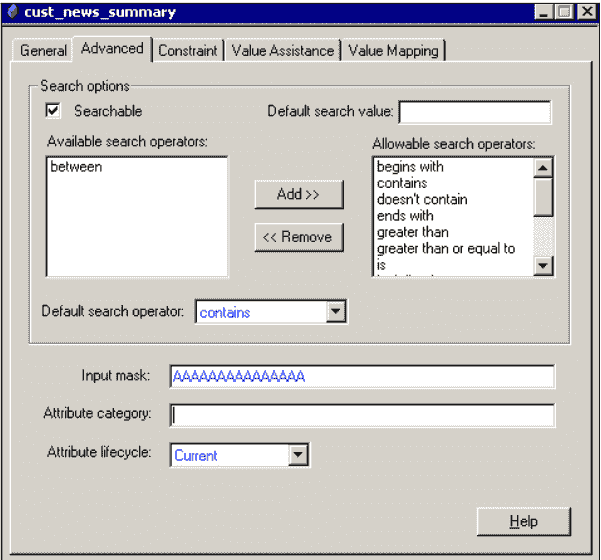 cust_news_summary
General Advanced Constraint Value Assistance Value Mapping
Search options
Searchable Default search value:
Available search operators: Allowable search operators:
between
begins with
contains
doesn't contain
ends with
greater than
greater than or equal to
is
Add >>
<< Remove
Default search operator: contains
Input mask: AAAAAAAAAAAAAAA
Attribute category:
Attribute lifecycle: Current
Help